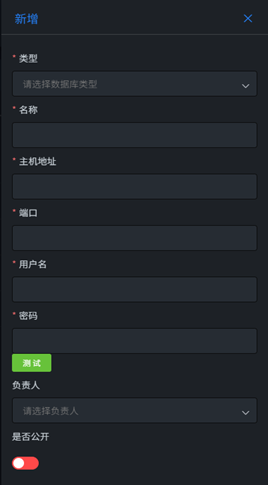 新增
* 类型
请选择数据库类型
* 名称
* 主机地址
* 端口
* 用户名
* 密码
测试
负责人
请选择负责人
是否公开